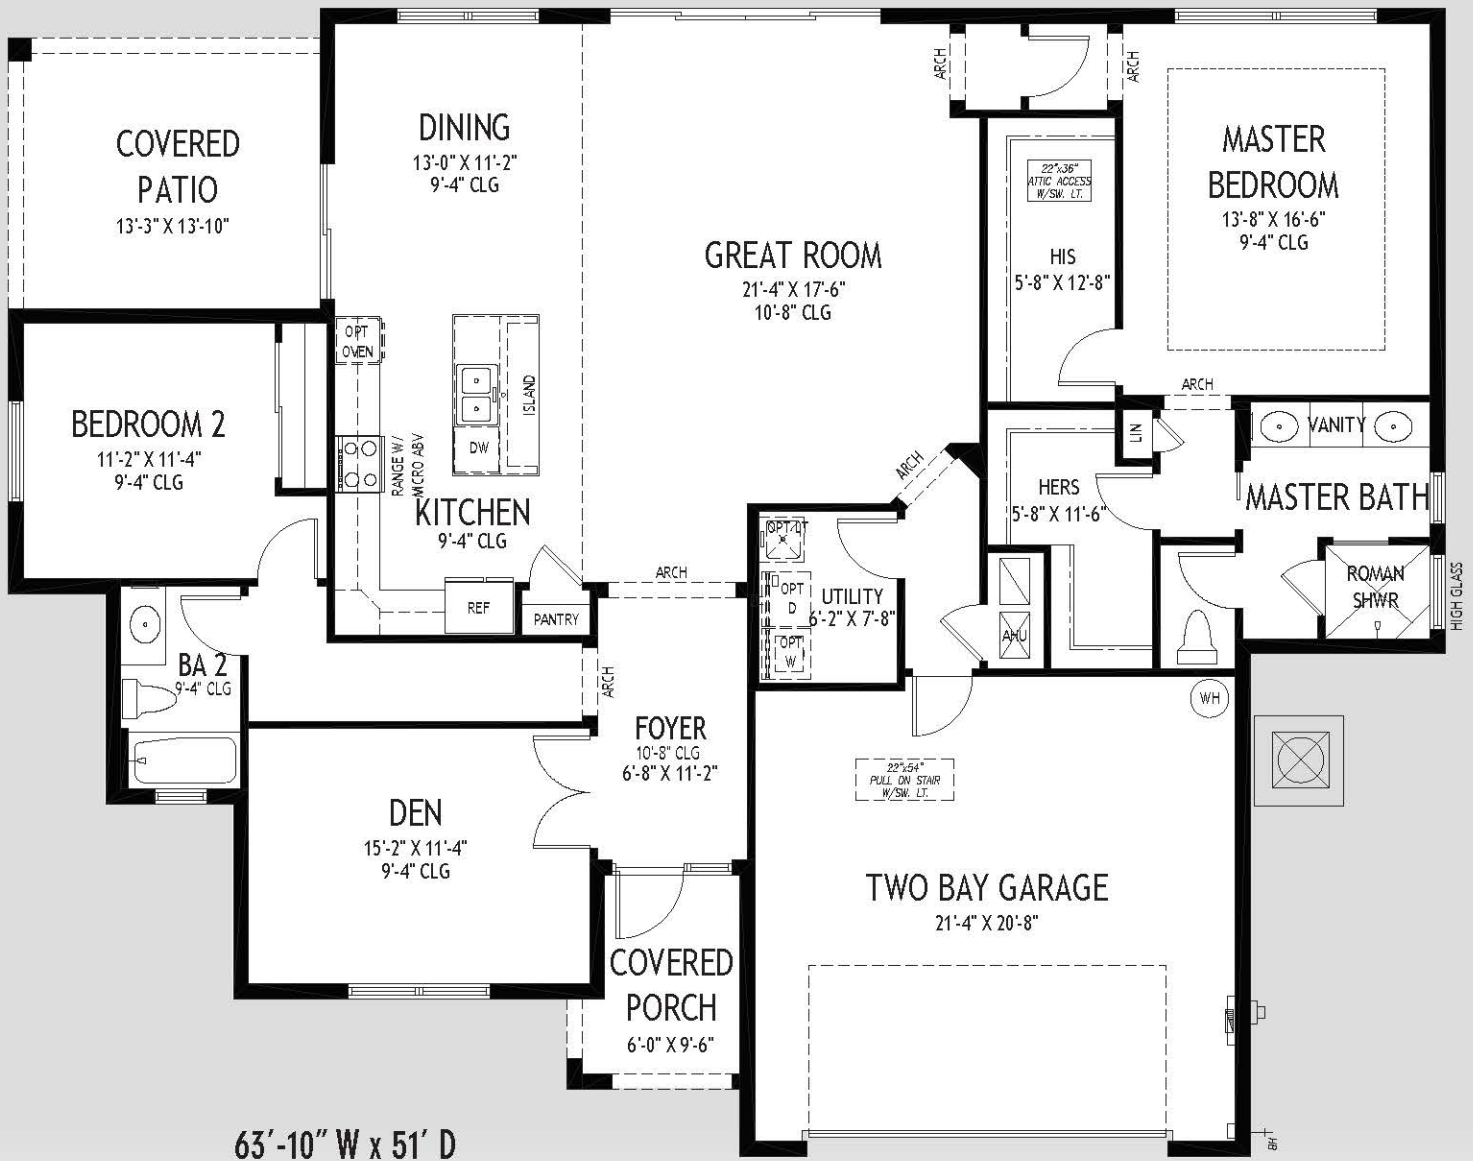 COVERED
PATIO
13'-3" X 13'-10"
DINING
13'-0" X 11'-2"
9'-4" CLG
GREAT ROOM
21'-4" X 17'-6"
10'-8" CLG
ARCH
ARCH
22"x36"
ATTIC ACCESS
W/SW. LT.
HIS
5'-8" X 12'-8"
MASTER
BEDROOM
13'-8" X 16'-6"
9'-4" CLG
ARCH
OPT
OVEN
ISLAND
DW
RANGE W/
MICRO ABV
KITCHEN
9'-4" CLG
REF
PANTRY
BEDROOM 2
11'-2" X 11'-4"
9'-4" CLG
ARCH
ARCH
LIN
HERS
5'-8" X 11'-6"
VANITY
MASTER BATH
ROMAN
SHWR
HIGH GLASS
OPT LT
OPT
D
OPT
W
UTILITY
6'-2" X 7'-8"
AHU
BA 2
9'-4" CLG
ARCH
FOYER
10'-8" CLG
6'-8" X 11'-2"
WH
22"x54"
PULL DN STAIR
W/SW. LT.
DEN
15'-2" X 11'-4"
9'-4" CLG
TWO BAY GARAGE
21'-4" X 20'-8"
COVERED
PORCH
6'-0" X 9'-6"
HB
63'-10" W x 51' D